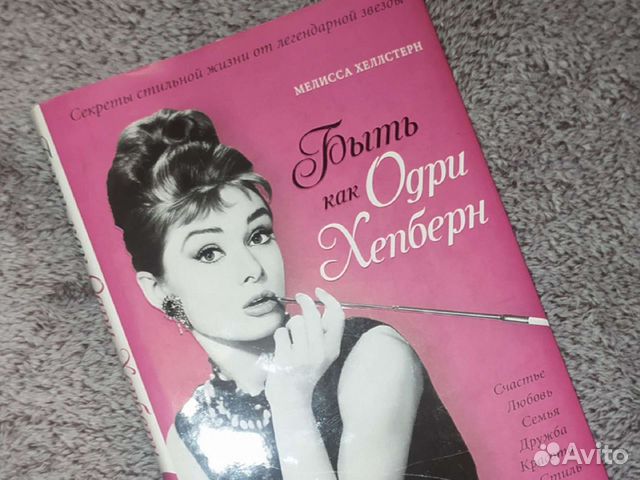 Секреты стильной жизни от легендарной звезды
МЕЛИССА ХЕЛЛСТЕРН
Быть
как Одри
Хепберн
Счастье
Любовь
Семья
Дружба
Стиль
Avito